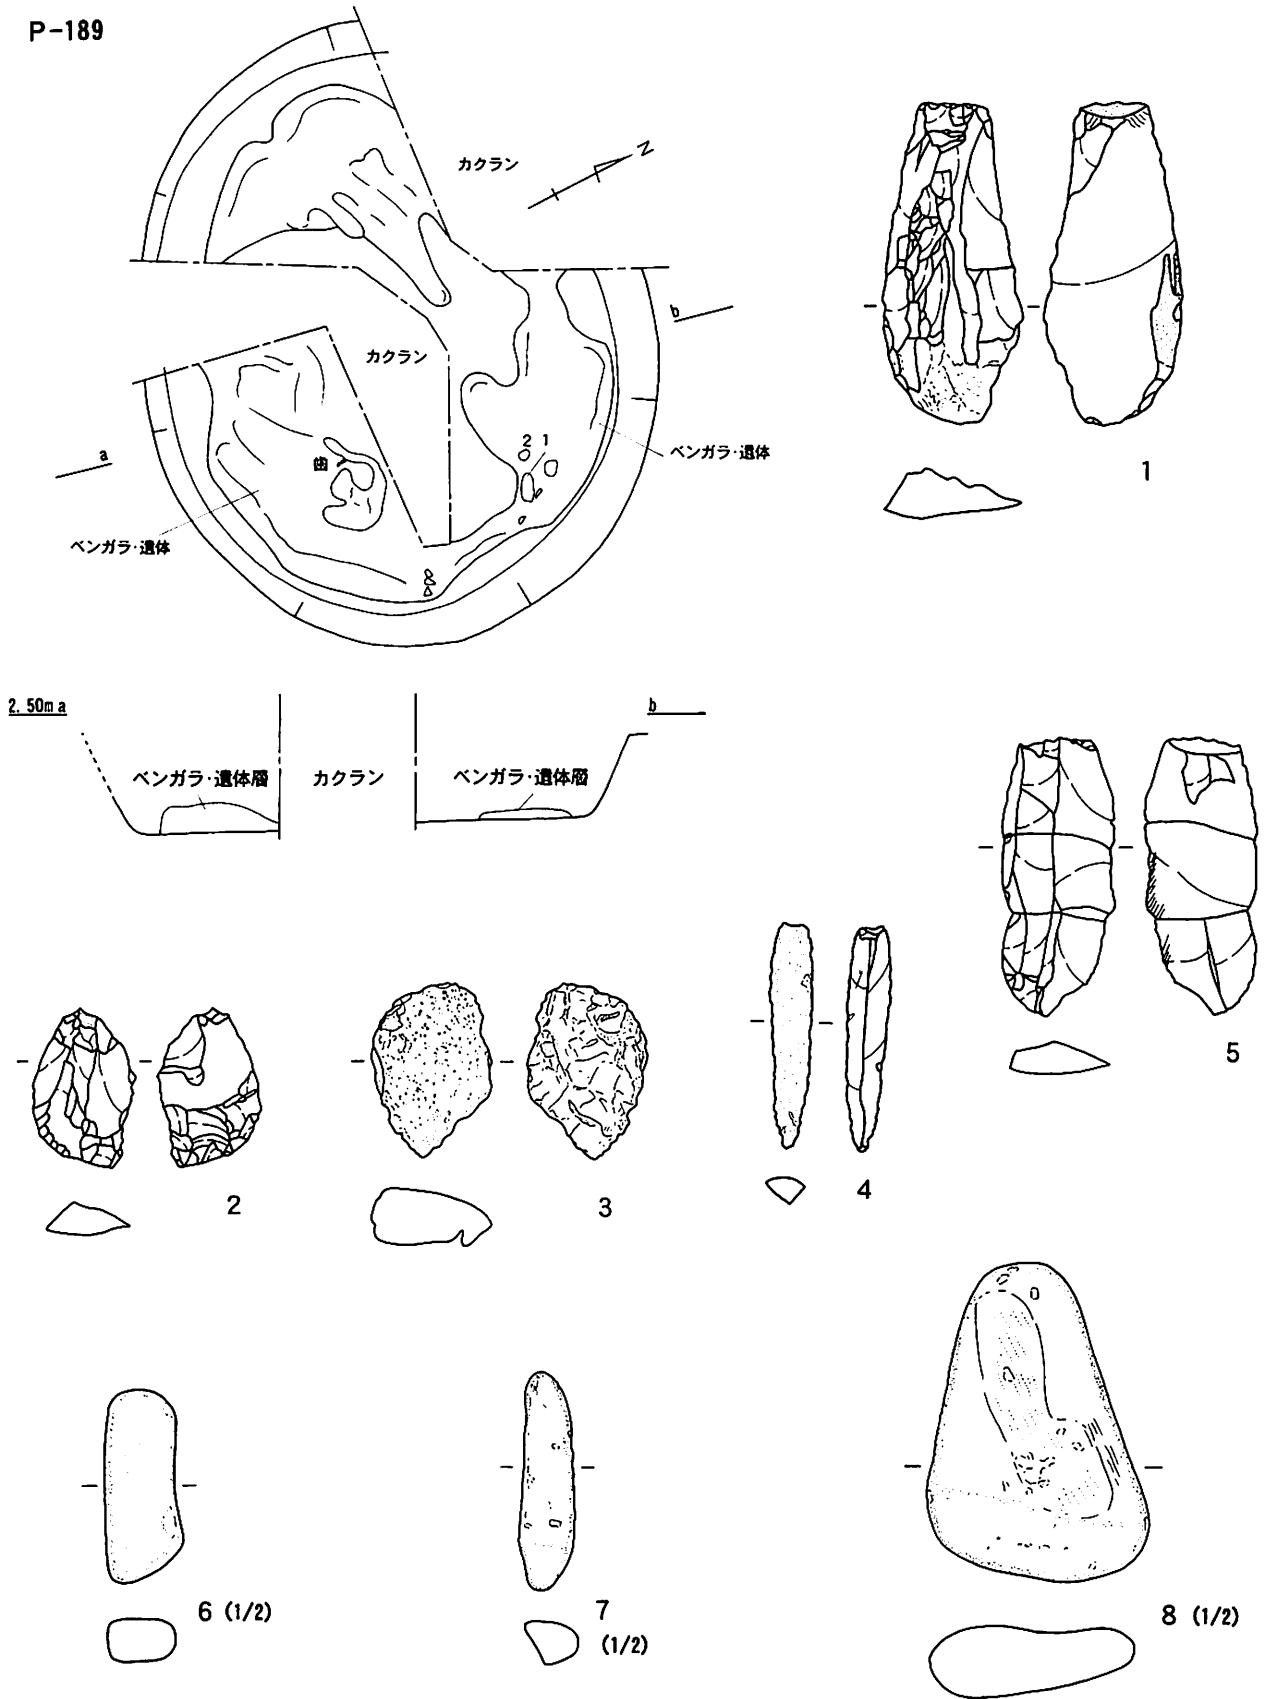 P-189
カクラン
N
b
カクラン
2 1
ベンガラ・遺体
a
歯
ベンガラ・遺体
1
2.50m a
b
ベンガラ・遺体層
カクラン
ベンガラ・遺体層
5
2
3
4
6 (1/2)
7
(1/2)
8 (1/2)